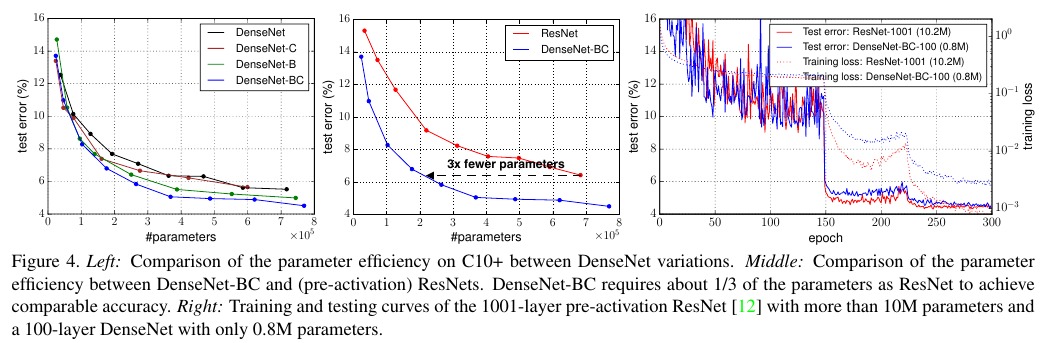 16
14
12
10
8
6
4
test error (%)
0
1
2
3
4
5
6
7
8
#parameters
×10⁵
DenseNet
DenseNet-C
DenseNet-B
DenseNet-BC
16
14
12
10
8
6
4
test error (%)
0
1
2
3
4
5
6
7
8
#parameters
×10⁵
ResNet
DenseNet-BC
3x fewer parameters
16
14
12
10
8
6
4
test error (%)
0
50
100
150
200
250
300
epoch
10⁰
10⁻¹
10⁻²
10⁻³
training loss
Test error: ResNet-1001 (10.2M)
Test error: DenseNet-BC-100 (0.8M)
Training loss: ResNet-1001 (10.2M)
Training loss: DenseNet-BC-100 (0.8M)
Figure 4. Left: Comparison of the parameter efficiency on C10+ between DenseNet variations. Middle: Comparison of the parameter
efficiency between DenseNet-BC and (pre-activation) ResNets. DenseNet-BC requires about 1/3 of the parameters as ResNet to achieve
comparable accuracy. Right: Training and testing curves of the 1001-layer pre-activation ResNet [12] with more than 10M parameters and
a 100-layer DenseNet with only 0.8M parameters.